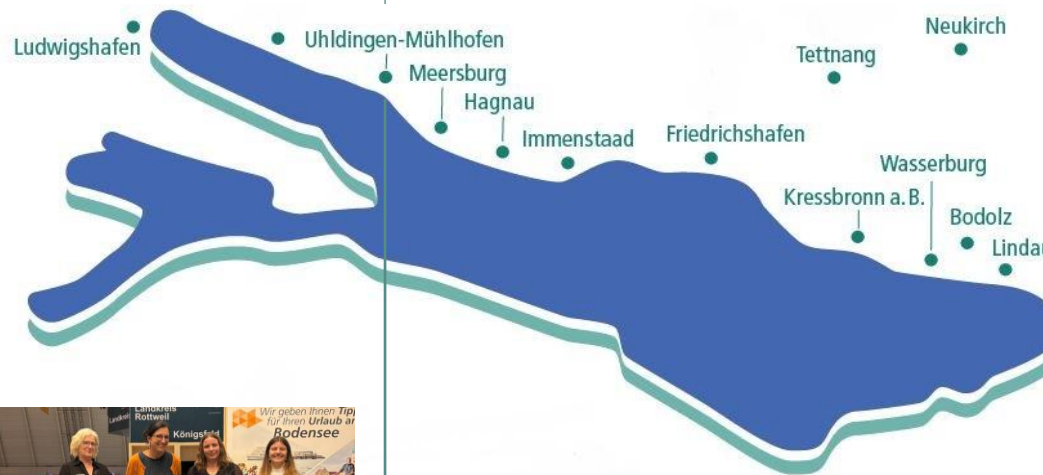 Neukirch
Ludwigshafen
Uhldingen-Mühlhofen
Tettnang
Meersburg
Hagnau
Immenstaad
Friedrichshafen
Wasserburg
Kressbronn a. B.
Bodolz
Lindau
Landkreis
Rottweil
Königsfeld
Wir geben Ihnen Tipp
für Ihren Urlaub an
Bodensee